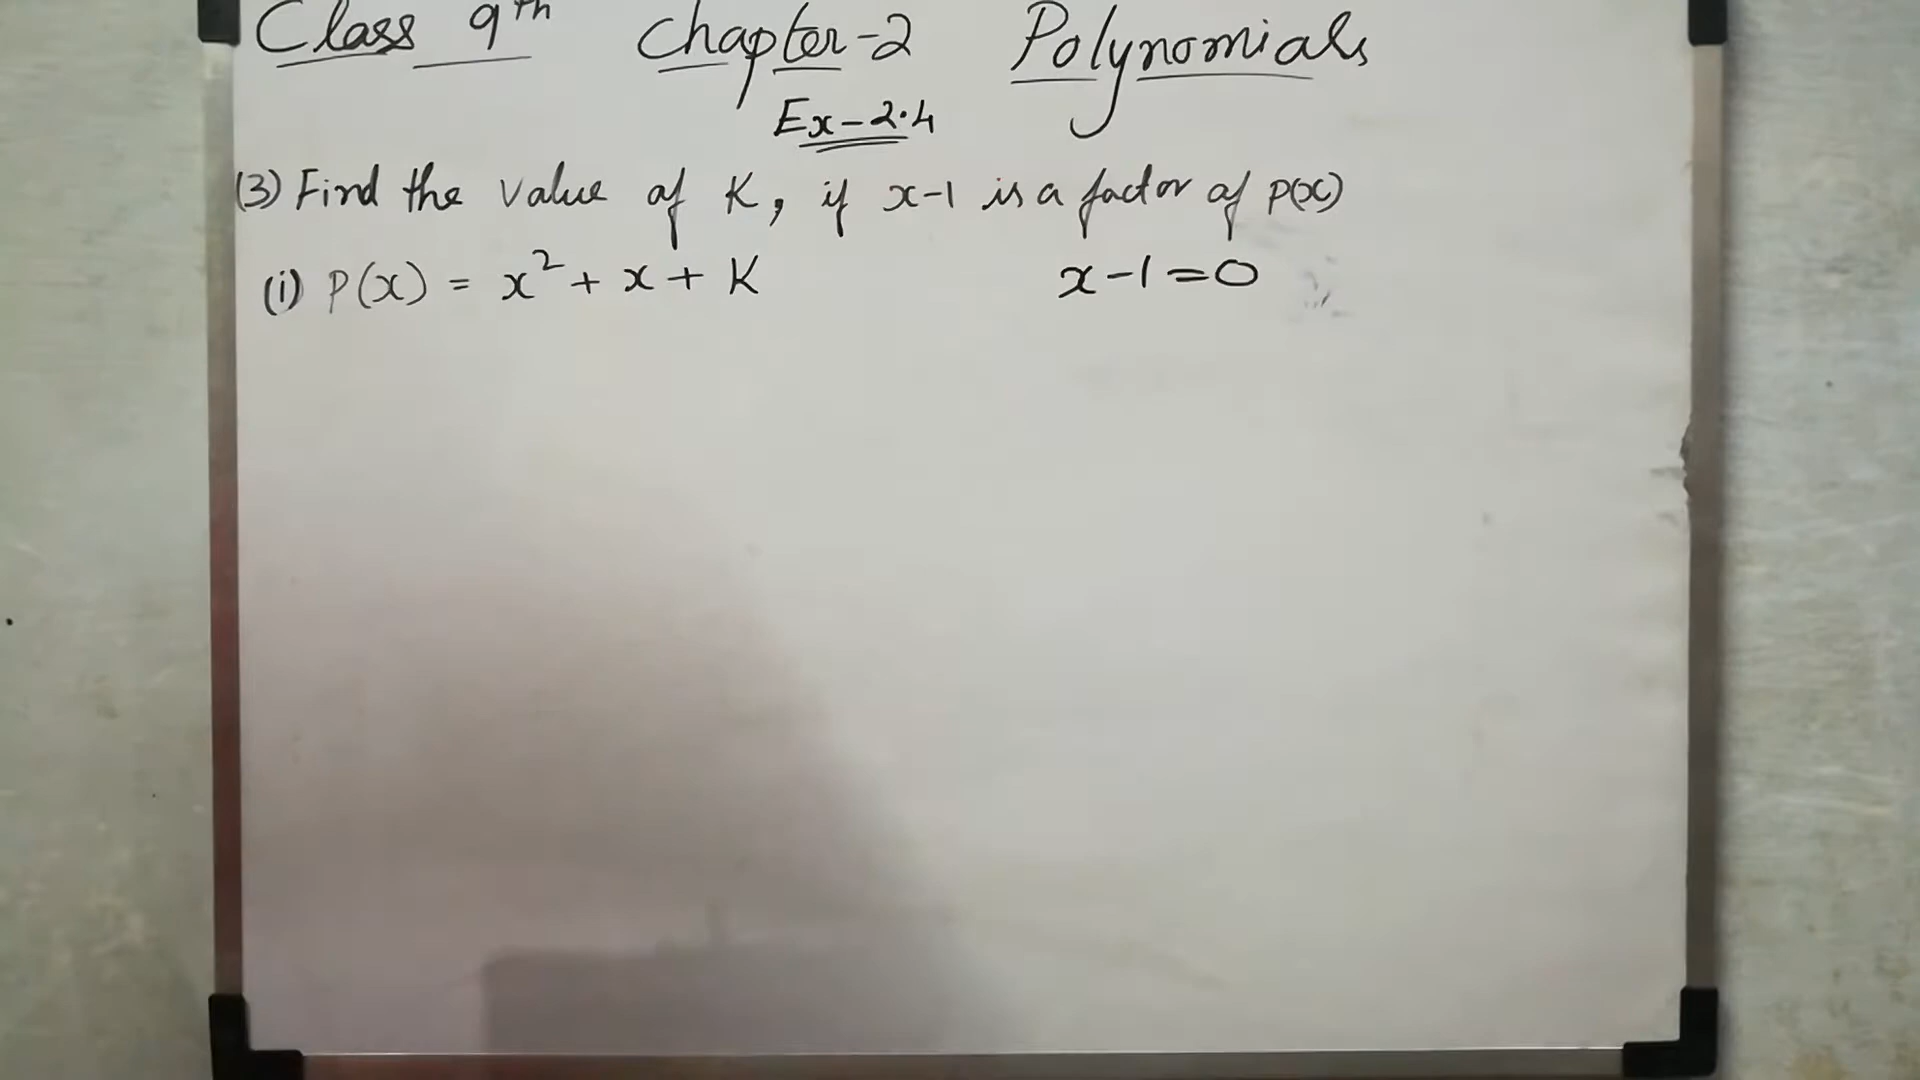 Class 9th Chapter-2 Polynomials
Ex-2.4
(3) Find the value of K, if x-1 is a factor of P(x)
(i) P(x) = x² + x + K x-1=0